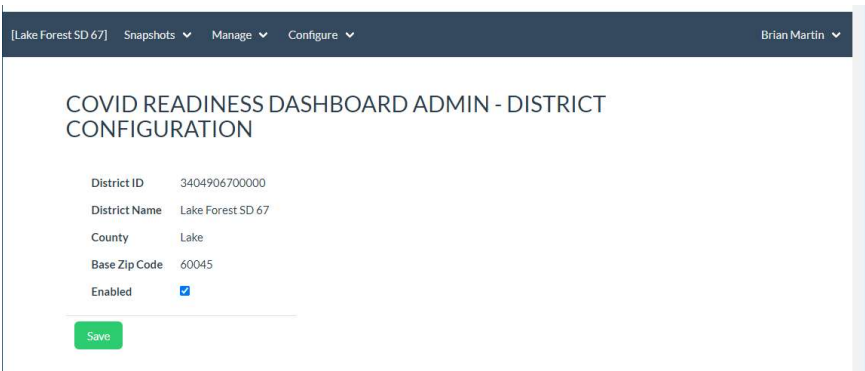 [Lake Forest SD 67] Snapshots Manage Configure Brian Martin
COVID READINESS DASHBOARD ADMIN - DISTRICT
CONFIGURATION
District ID 3404906700000
District Name Lake Forest SD 67
County Lake
Base Zip Code 60045
Enabled
Save